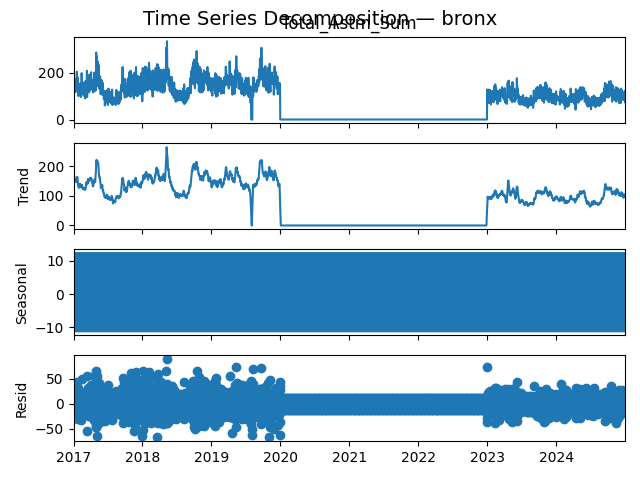 Time Series Decomposition — bronx
Total_Astm_Sum
200
0
Trend
200
100
0
Seasonal
10
0
−10
Resid
50
0
−50
2017 2018 2019 2020 2021 2022 2023 2024